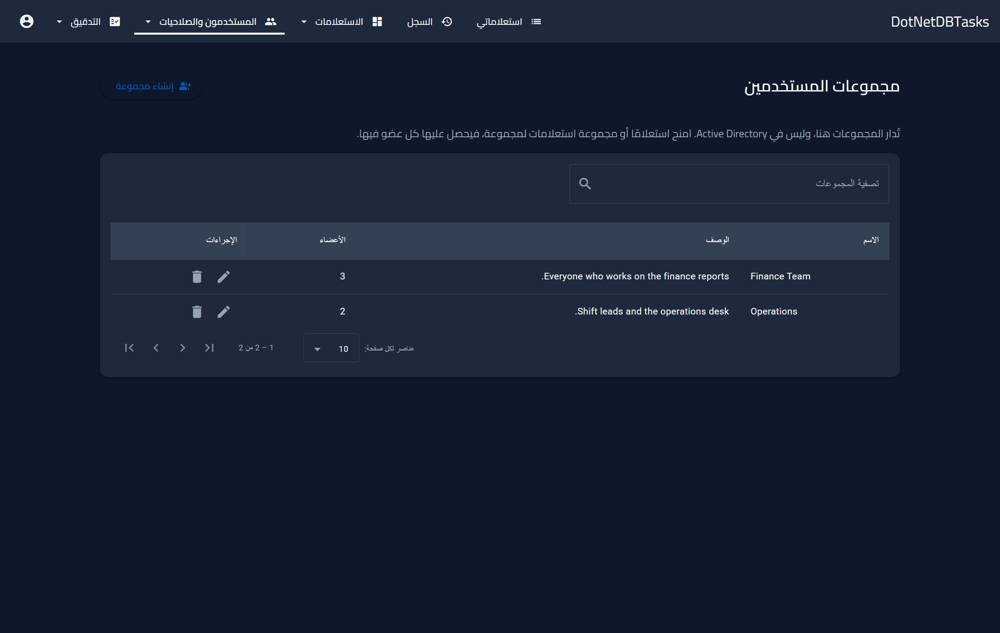 DotNetDBTasks
استعلاماتي
السجل
الاستعلامات
المستخدمون والصلاحيات
التدقيق
مجموعات المستخدمين
إنشاء مجموعة
تُدار المجموعات هنا، وليس في Active Directory. امنح استعلامًا أو مجموعة استعلامات لمجموعة، فيحصل عليها كل عضو فيها.
تصفية المجموعات
الاسم الوصف الأعضاء الإجراءات
Finance Team Everyone who works on the finance reports. 3
Operations Shift leads and the operations desk. 2
عناصر لكل صفحة: 10 1 – 2 من 2